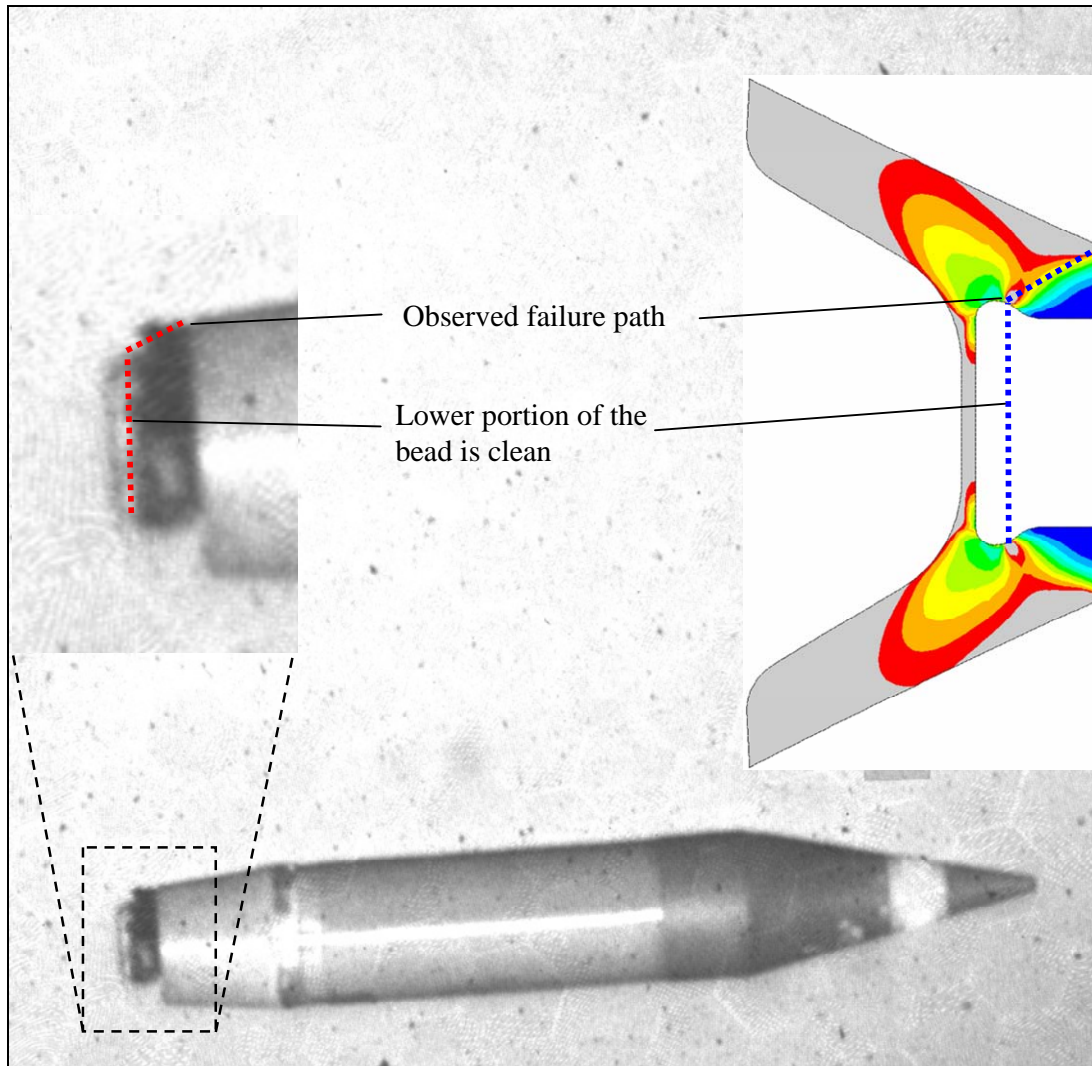 Observed failure path
Lower portion of the
bead is clean